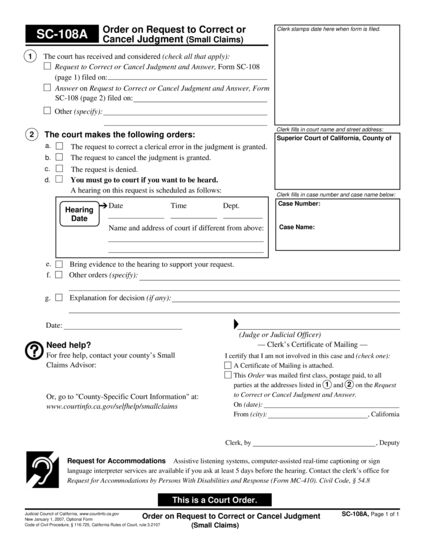 SC-108A
Order on Request to Correct or
Cancel Judgment (Small Claims)
Clerk stamps date here when form is filed.
1 The court has received and considered (check all that apply):
Request to Correct or Cancel Judgment and Answer, Form SC-108
(page 1) filed on:
Answer on Request to Correct or Cancel Judgment and Answer, Form
SC-108 (page 2) filed on:
Other (specify):
Clerk fills in court name and street address:
Superior Court of California, County of
2 The court makes the following orders:
a. The request to correct a clerical error in the judgment is granted.
b. The request to cancel the judgment is granted.
c. The request is denied.
d. You must go to court if you want to be heard.
A hearing on this request is scheduled as follows:
Clerk fills in case number and case name below:
Case Number:
Case Name:
Hearing
Date
Date Time Dept.
Name and address of court if different from above:
e. Bring evidence to the hearing to support your request.
f. Other orders (specify):
g. Explanation for decision (if any):
Date:
(Judge or Judicial Officer)
Need help?
For free help, contact your county's Small
Claims Advisor:
Or, go to "County-Specific Court Information" at:
www.courtinfo.ca.gov/selfhelp/smallclaims
— Clerk's Certificate of Mailing —
I certify that I am not involved in this case and (check one):
A Certificate of Mailing is attached.
This Order was mailed first class, postage paid, to all
parties at the addresses listed in 1 and 2 on the Request
to Correct or Cancel Judgment and Answer.
On (date):
From (city): , California
Clerk, by , Deputy
Request for Accommodations Assistive listening systems, computer-assisted real-time captioning or sign
language interpreter services are available if you ask at least 5 days before the hearing. Contact the clerk's office for
Request for Accommodations by Persons With Disabilities and Response (Form MC-410). Civil Code, § 54.8
This is a Court Order.
Judicial Council of California, www.courtinfo.ca.gov
New January 1, 2007, Optional Form
Code of Civil Procedure, § 116.725, California Rules of Court, rule 3.2107
Order on Request to Correct or Cancel Judgment
(Small Claims)
SC-108A, Page 1 of 1